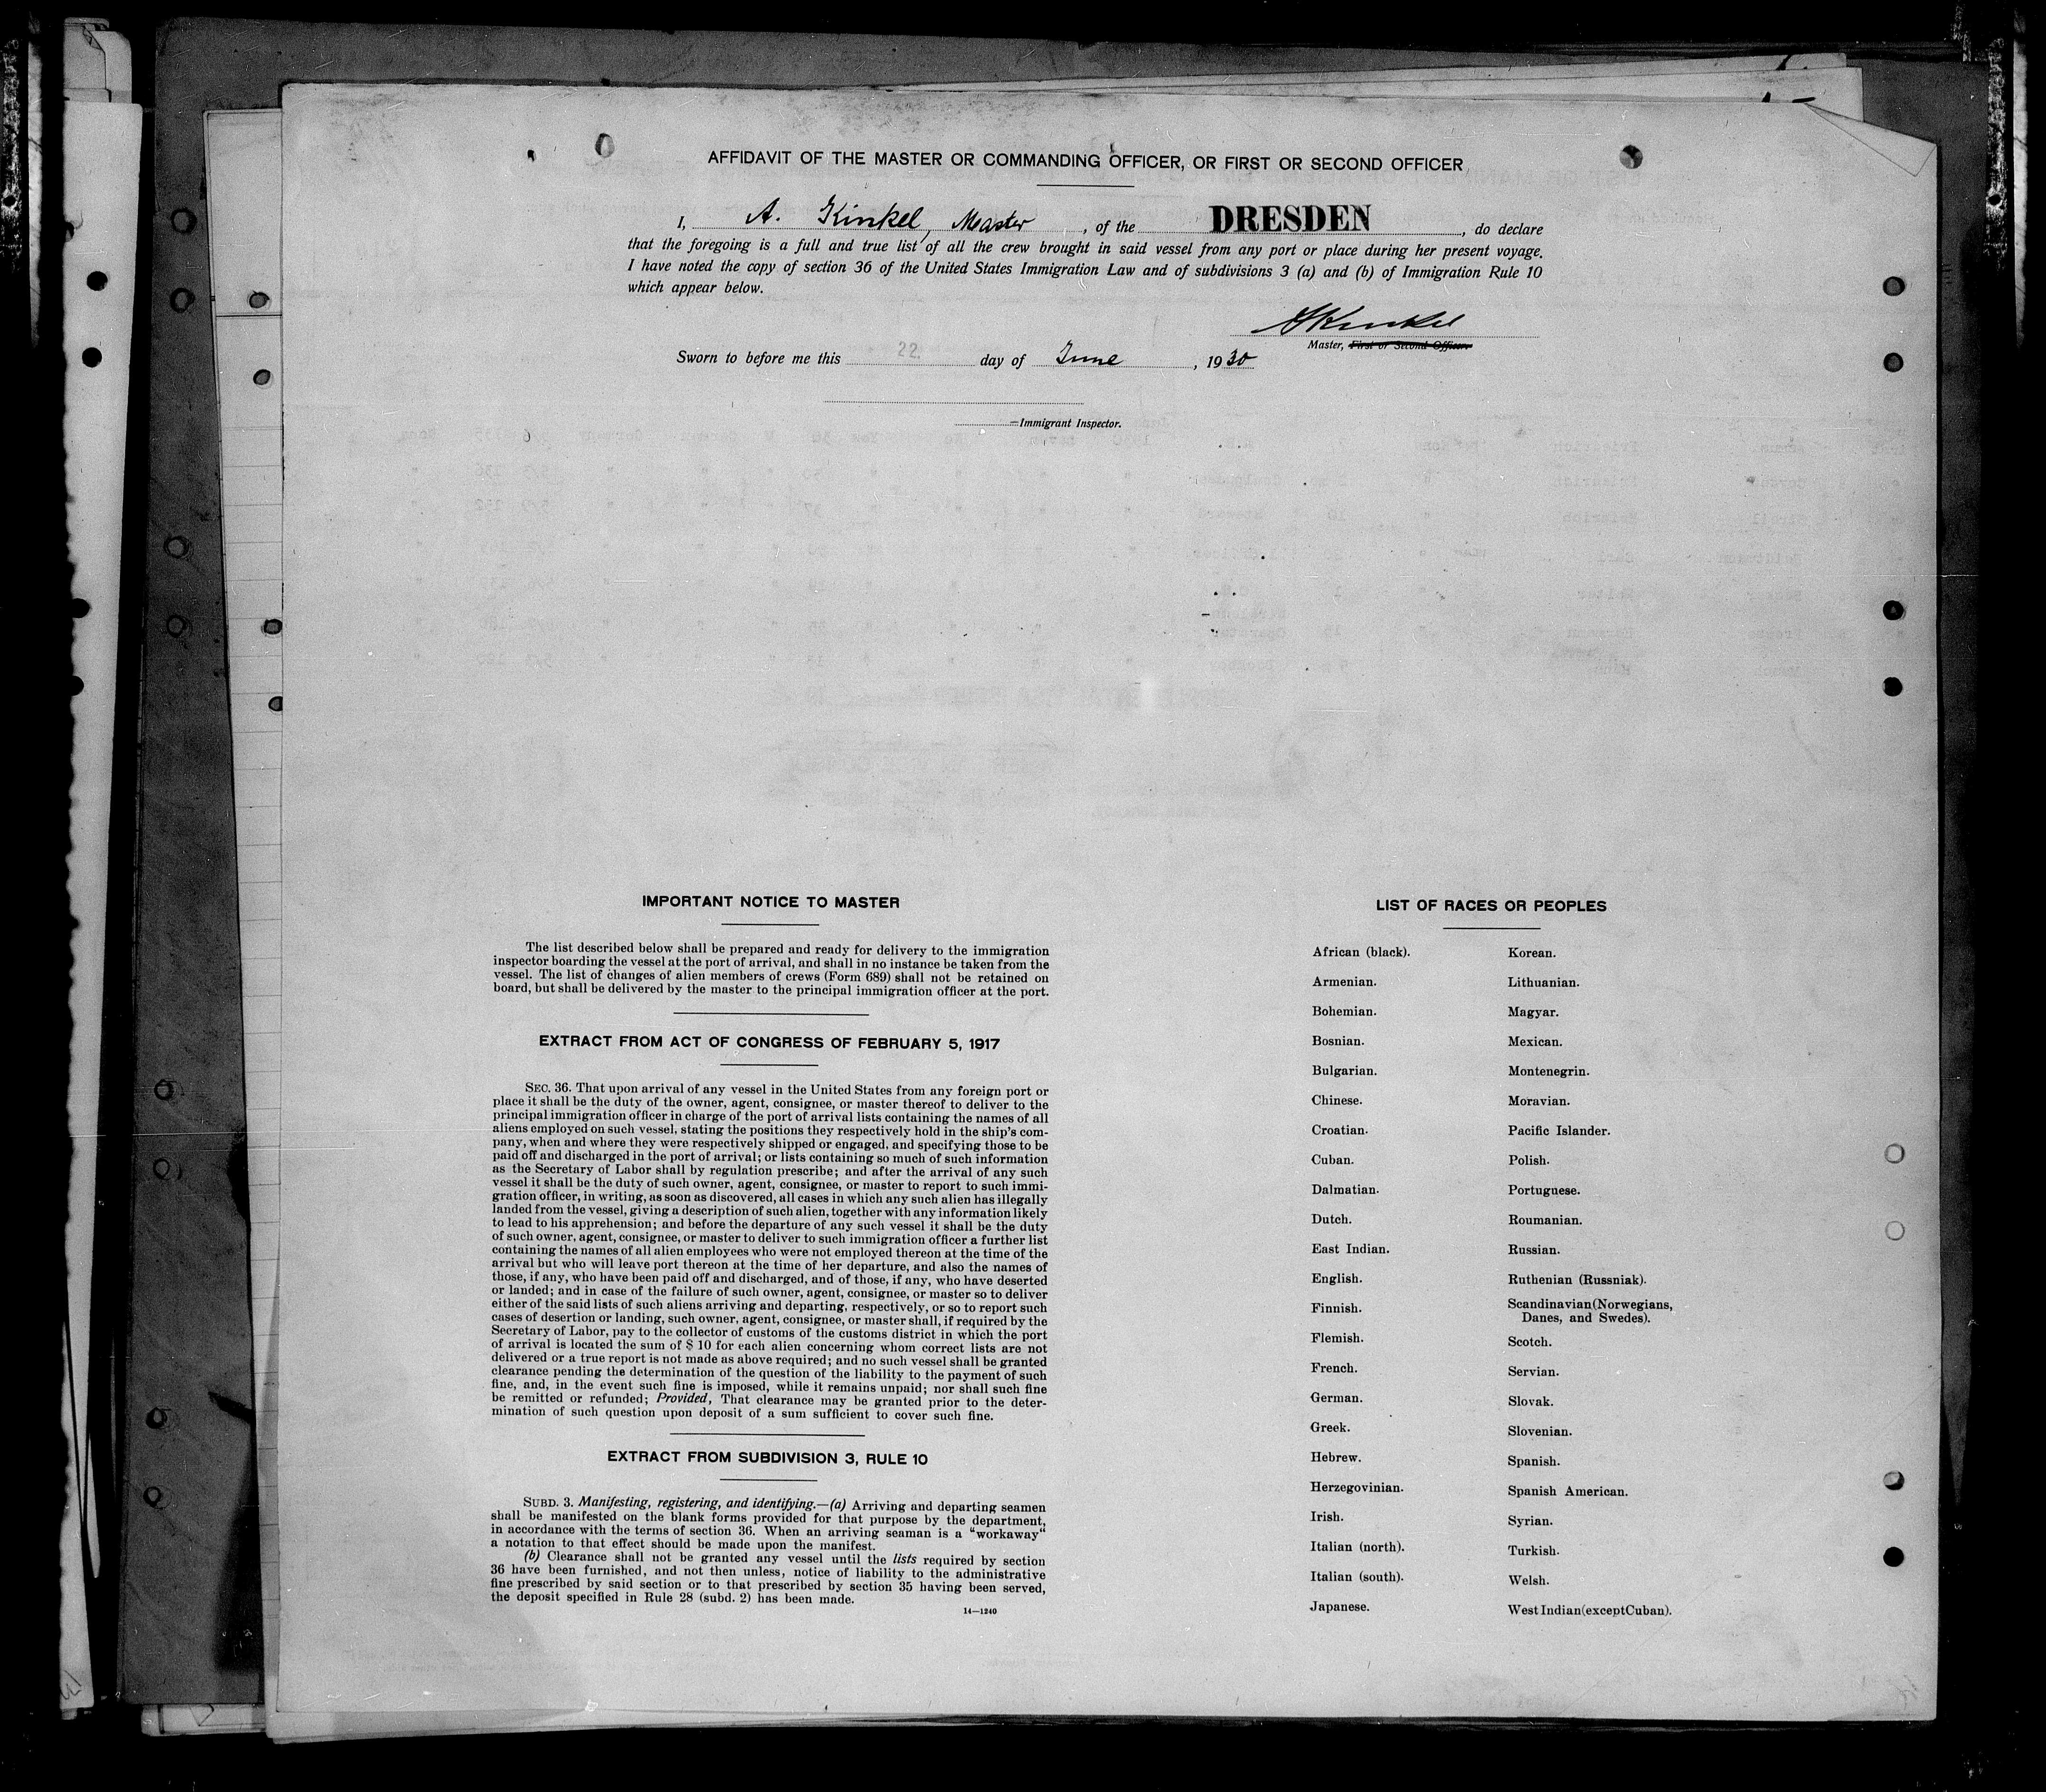 AFFIDAVIT OF THE MASTER OR COMMANDING OFFICER, OR FIRST OR SECOND OFFICER
I, A. Kinkel, Master, of the DRESDEN, do declare
that the foregoing is a full and true list of all the crew brought in said vessel from any port or place during her present voyage.
I have noted the copy of section 36 of the United States Immigration Law and of subdivisions 3 (a) and (b) of Immigration Rule 10
which appear below.
AKinkel
Master, First or Second Officer.
Sworn to before me this 22. day of June, 1930
Immigrant Inspector.
IMPORTANT NOTICE TO MASTER
The list described below shall be prepared and ready for delivery to the immigration
inspector boarding the vessel at the port of arrival, and shall in no instance be taken from the
vessel. The list of changes of alien members of crews (Form 689) shall not be retained on
board, but shall be delivered by the master to the principal immigration officer at the port.
EXTRACT FROM ACT OF CONGRESS OF FEBRUARY 5, 1917
SEC. 36. That upon arrival of any vessel in the United States from any foreign port or
place it shall be the duty of the owner, agent, consignee, or master thereof to deliver to the
principal immigration officer in charge of the port of arrival lists containing the names of all
aliens employed on such vessel, stating the positions they respectively hold in the ship's com-
pany, when and where they were respectively shipped or engaged, and specifying those to be
paid off and discharged in the port of arrival; or lists containing so much of such information
as the Secretary of Labor shall by regulation prescribe; and after the arrival of any such
vessel it shall be the duty of such owner, agent, consignee, or master to report to such immi-
gration officer, in writing, as soon as discovered, all cases in which any such alien has illegally
landed from the vessel, giving a description of such alien, together with any information likely
to lead to his apprehension; and before the departure of any such vessel it shall be the duty
of such owner, agent, consignee, or master to deliver to such immigration officer a further list
containing the names of all alien employees who were not employed thereon at the time of the
arrival but who will leave port thereon at the time of her departure, and also the names of
those, if any, who have been paid off and discharged, and of those, if any, who have deserted
or landed; and in case of the failure of such owner, agent, consignee, or master so to deliver
either of the said lists of such aliens arriving and departing, respectively, or so to report such
cases of desertion or landing, such owner, agent, consignee, or master shall, if required by the
Secretary of Labor, pay to the collector of customs of the customs district in which the port
of arrival is located the sum of $ 10 for each alien concerning whom correct lists are not
delivered or a true report is not made as above required; and no such vessel shall be granted
clearance pending the determination of the question of the liability to the payment of such
fine, and, in the event such fine is imposed, while it remains unpaid; nor shall such fine
be remitted or refunded; Provided, That clearance may be granted prior to the deter-
mination of such question upon deposit of a sum sufficient to cover such fine.
EXTRACT FROM SUBDIVISION 3, RULE 10
SUBD. 3. Manifesting, registering, and identifying.—(a) Arriving and departing seamen
shall be manifested on the blank forms provided for that purpose by the department,
in accordance with the terms of section 36. When an arriving seaman is a "workaway"
a notation to that effect should be made upon the manifest.
(b) Clearance shall not be granted any vessel until the lists required by section
36 have been furnished, and not then unless, notice of liability to the administrative
fine prescribed by said section or to that prescribed by section 35 having been served,
the deposit specified in Rule 28 (subd. 2) has been made.
14—1240
LIST OF RACES OR PEOPLES
African (black).
Armenian.
Bohemian.
Bosnian.
Bulgarian.
Chinese.
Croatian.
Cuban.
Dalmatian.
Dutch.
East Indian.
English.
Finnish.
Flemish.
French.
German.
Greek.
Hebrew.
Herzegovinian.
Irish.
Italian (north).
Italian (south).
Japanese.
Korean.
Lithuanian.
Magyar.
Mexican.
Montenegrin.
Moravian.
Pacific Islander.
Polish.
Portuguese.
Roumanian.
Russian.
Ruthenian (Russniak).
Scandinavian(Norwegians,
Danes, and Swedes).
Scotch.
Servian.
Slovak.
Slovenian.
Spanish.
Spanish American.
Syrian.
Turkish.
Welsh.
West Indian(except Cuban).